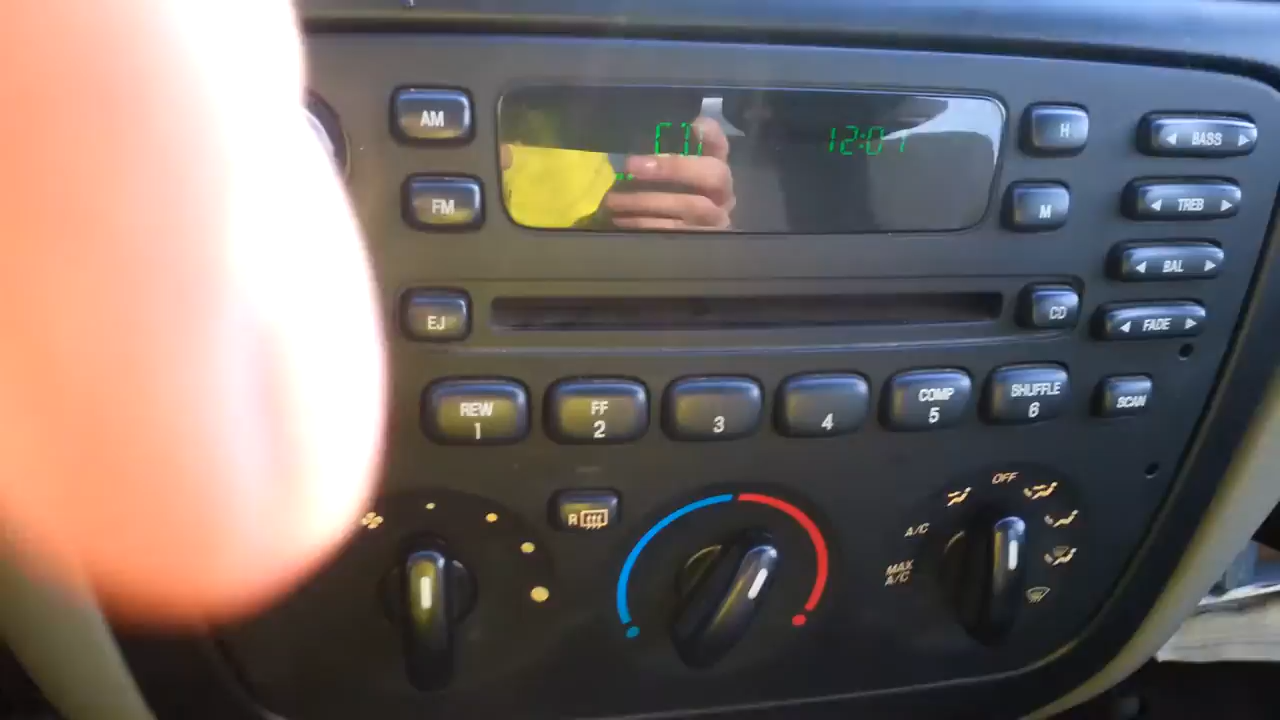 AM
CD 12:07
H
◄ BASS ►
FM
M
◄ TREB ►
◄ BAL ►
EJ
CD
◄ FADE ►
REW
1
FF
2
3
4
COMP
5
SHUFFLE
6
SCAN
OFF
R
A/C
MAX
A/C